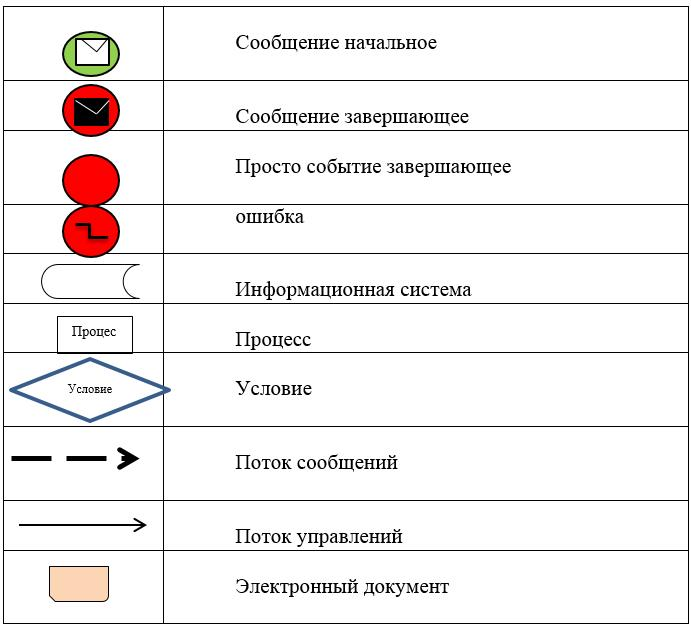 Сообщение начальное
Сообщение завершающее
Просто событие завершающее
ошибка
Информационная система
Процес
Процесс
Условие
Условие
Поток сообщений
Поток управлений
Электронный документ